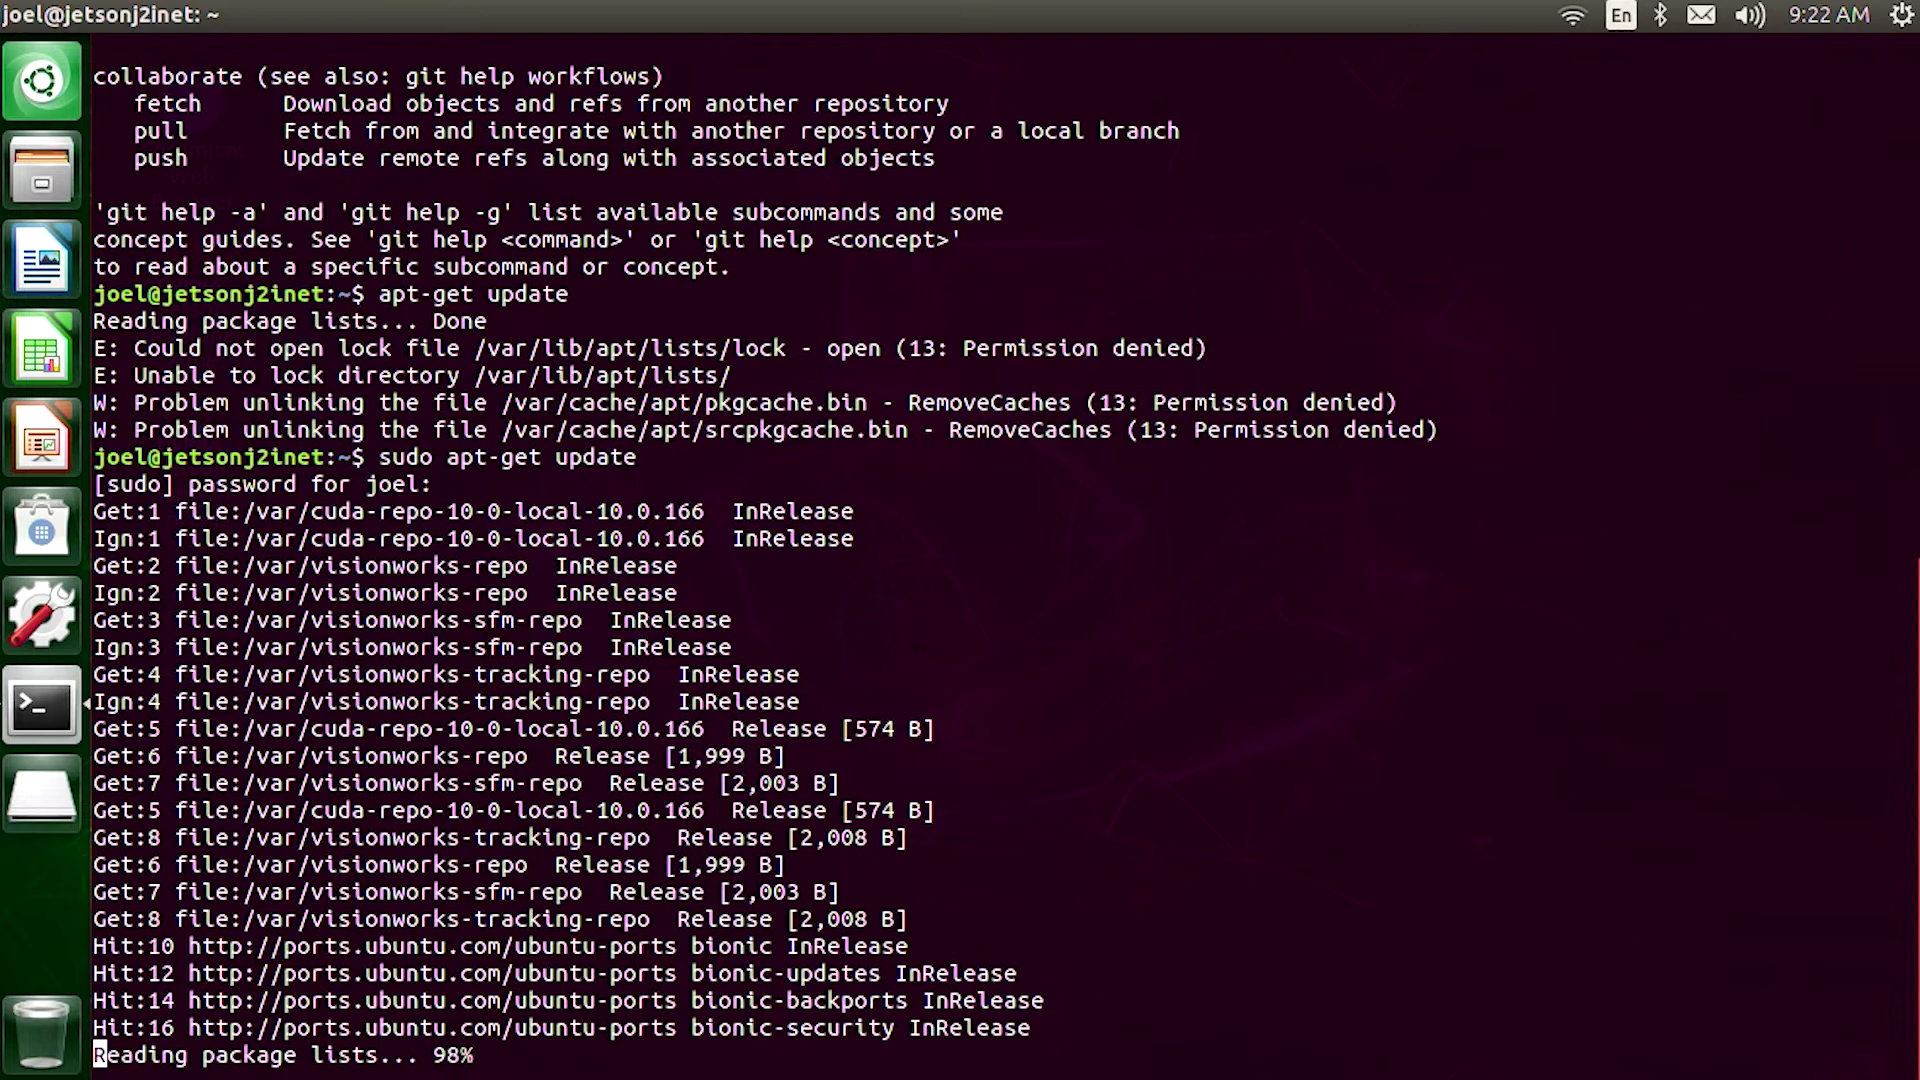 joel@jetsonj2inet: ~
En
9:22 AM
collaborate (see also: git help workflows)
   fetch      Download objects and refs from another repository
   pull       Fetch from and integrate with another repository or a local branch
   push       Update remote refs along with associated objects
'git help -a' and 'git help -g' list available subcommands and some
concept guides. See 'git help <command>' or 'git help <concept>'
to read about a specific subcommand or concept.
joel@jetsonj2inet:~$ apt-get update
Reading package lists... Done
E: Could not open lock file /var/lib/apt/lists/lock - open (13: Permission denied)
E: Unable to lock directory /var/lib/apt/lists/
W: Problem unlinking the file /var/cache/apt/pkgcache.bin - RemoveCaches (13: Permission denied)
W: Problem unlinking the file /var/cache/apt/srcpkgcache.bin - RemoveCaches (13: Permission denied)
joel@jetsonj2inet:~$ sudo apt-get update
[sudo] password for joel:
Get:1 file:/var/cuda-repo-10-0-local-10.0.166  InRelease
Ign:1 file:/var/cuda-repo-10-0-local-10.0.166  InRelease
Get:2 file:/var/visionworks-repo  InRelease
Ign:2 file:/var/visionworks-repo  InRelease
Get:3 file:/var/visionworks-sfm-repo  InRelease
Ign:3 file:/var/visionworks-sfm-repo  InRelease
Get:4 file:/var/visionworks-tracking-repo  InRelease
Ign:4 file:/var/visionworks-tracking-repo  InRelease
Get:5 file:/var/cuda-repo-10-0-local-10.0.166  Release [574 B]
Get:6 file:/var/visionworks-repo  Release [1,999 B]
Get:7 file:/var/visionworks-sfm-repo  Release [2,003 B]
Get:5 file:/var/cuda-repo-10-0-local-10.0.166  Release [574 B]
Get:8 file:/var/visionworks-tracking-repo  Release [2,008 B]
Get:6 file:/var/visionworks-repo  Release [1,999 B]
Get:7 file:/var/visionworks-sfm-repo  Release [2,003 B]
Get:8 file:/var/visionworks-tracking-repo  Release [2,008 B]
Hit:10 http://ports.ubuntu.com/ubuntu-ports bionic InRelease
Hit:12 http://ports.ubuntu.com/ubuntu-ports bionic-updates InRelease
Hit:14 http://ports.ubuntu.com/ubuntu-ports bionic-backports InRelease
Hit:16 http://ports.ubuntu.com/ubuntu-ports bionic-security InRelease
Reading package lists... 98%